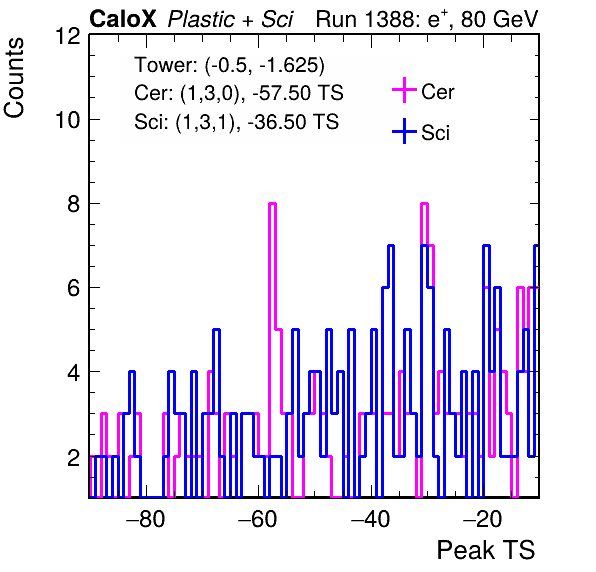 CaloX Plastic + Sci Run 1388: e+, 80 GeV
Counts
12
10
8
6
4
2
Tower: (-0.5, -1.625)
Cer: (1,3,0), -57.50 TS
Sci: (1,3,1), -36.50 TS
Cer
Sci
−80 −60 −40 −20
Peak TS